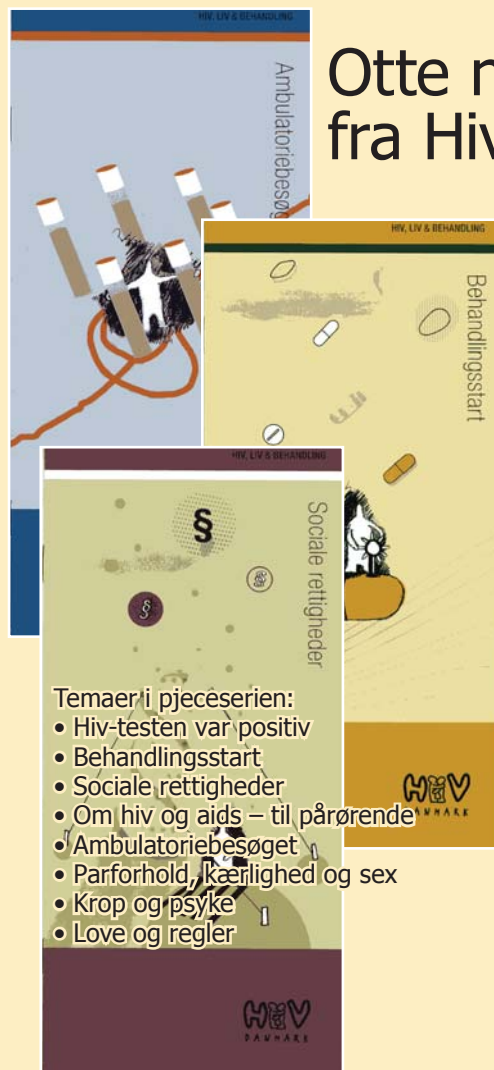 Otte n
fra Hiv
HIV, LIV & BEHANDLING
Ambulatoriebesøg
HIV, LIV & BEHANDLING
Behandlingsstart
HIV
DANMARK
HIV, LIV & BEHANDLING
Sociale rettigheder
§
§
§
Temaer i pjeceserien:
• Hiv-testen var positiv
• Behandlingsstart
• Sociale rettigheder
• Om hiv og aids – til pårørende
• Ambulatoriebesøget
• Parforhold, kærlighed og sex
• Krop og psyke
• Love og regler
HIV
DANMARK